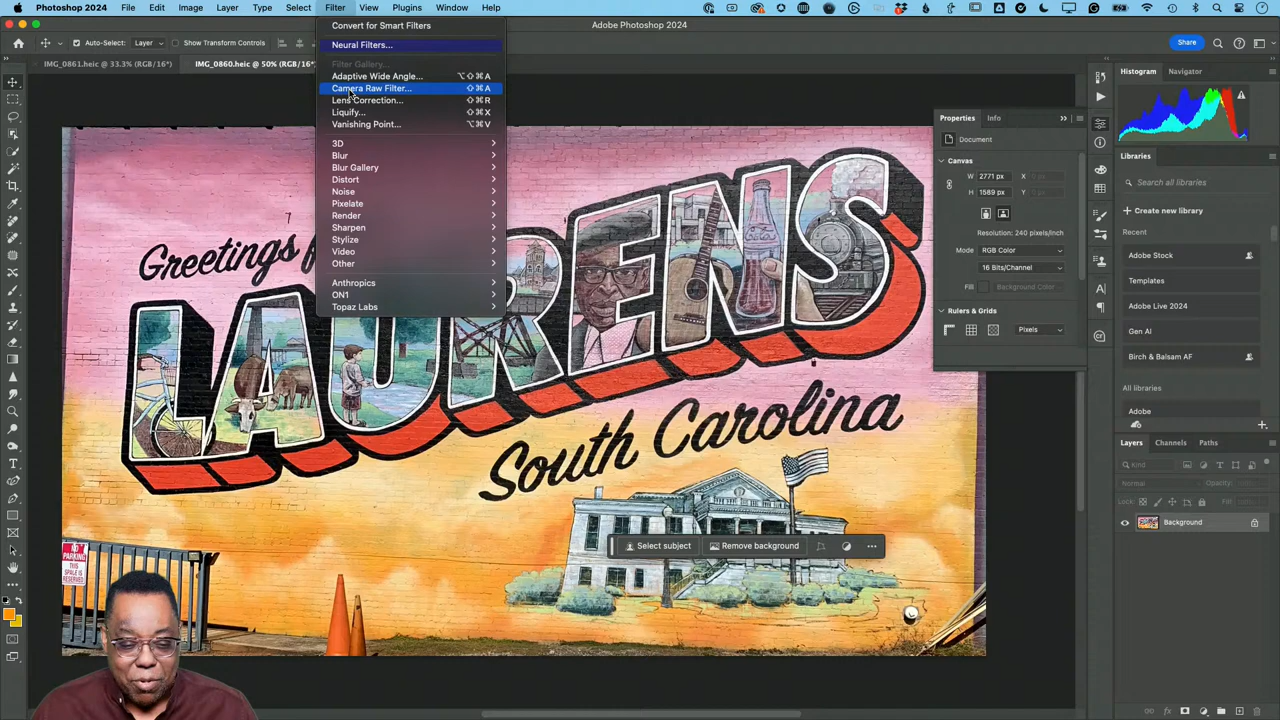 Photoshop 2024 File Edit Image Layer Type Select Filter View Plugins Window Help
Adobe Photoshop 2024
Auto-Select: Layer Show Transform Controls
Share
IMG_0861.heic @ 33.3% (RGB/16*)
IMG_0860.heic @ 50% (RGB/16*)
Convert for Smart Filters
Neural Filters...
Filter Gallery...
Adaptive Wide Angle... ⌥⇧⌘A
Camera Raw Filter... ⇧⌘A
Lens Correction... ⇧⌘R
Liquify... ⇧⌘X
Vanishing Point... ⌥⌘V
3D
Blur
Blur Gallery
Distort
Noise
Pixelate
Render
Sharpen
Stylize
Video
Other
Anthropics
ON1
Topaz Labs
Greetings
LAURENS
South Carolina
NO
PARKING
THIS
SPACE IS
RESERVED
Select subject
Remove background
Properties Info
Document
Canvas
W 2771 px X
H 1589 px Y
Resolution: 240 pixels/inch
Mode RGB Color
16 Bits/Channel
Fill Background Color
Rulers & Grids
Pixels
Histogram Navigator
Libraries
Search all libraries
Create new library
Recent
Adobe Stock
Templates
Adobe Live 2024
Gen AI
Birch & Balsam AF
All libraries
Adobe
Layers Channels Paths
Kind
Normal Opacity:
Lock: Fill:
Background